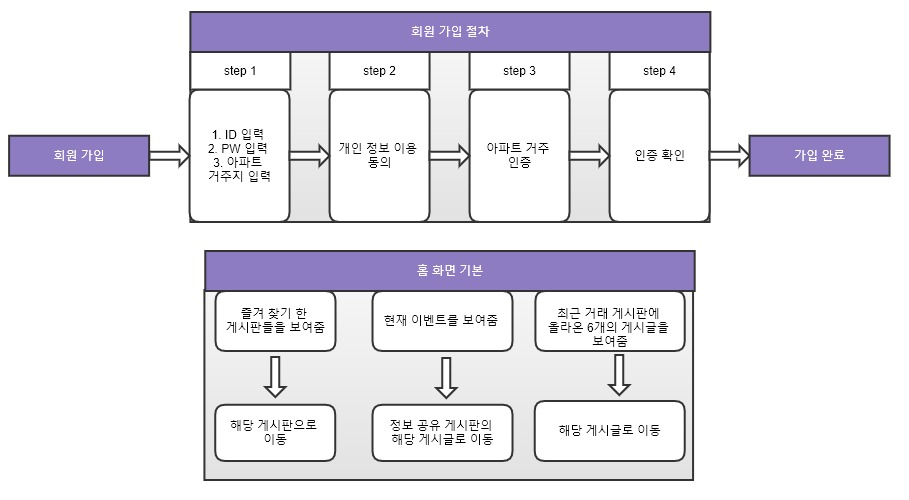 회원 가입 절차
step 1
step 2
step 3
step 4
회원 가입
1. ID 입력
2. PW 입력
3. 아파트
거주지 입력
개인 정보 이용
동의
아파트 거주
인증
인증 확인
가입 완료
홈 화면 기본
즐겨 찾기 한
게시판들을 보여줌
현재 이벤트를 보여줌
최근 거래 게시판에
올라온 6개의 게시글을
보여줌
해당 게시판으로
이동
정보 공유 게시판의
해당 게시글로 이동
해당 게시글로 이동